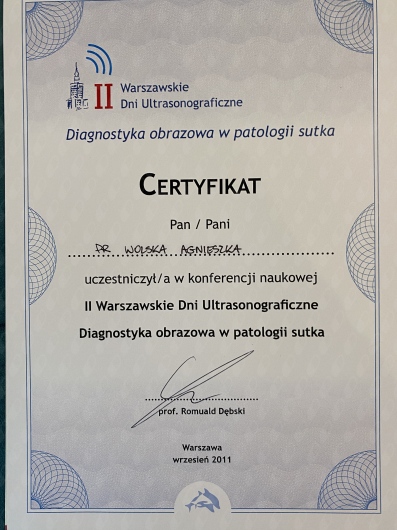 II Warszawskie
Dni Ultrasonograficzne
Diagnostyka obrazowa w patologii sutka
CERTYFIKAT
Pan / Pani
DR WOLSKA AGNIESZKA
uczestniczył/a w konferencji naukowej
II Warszawskie Dni Ultrasonograficzne
Diagnostyka obrazowa w patologii sutka
prof. Romuald Dębski
Warszawa
wrzesień 2011